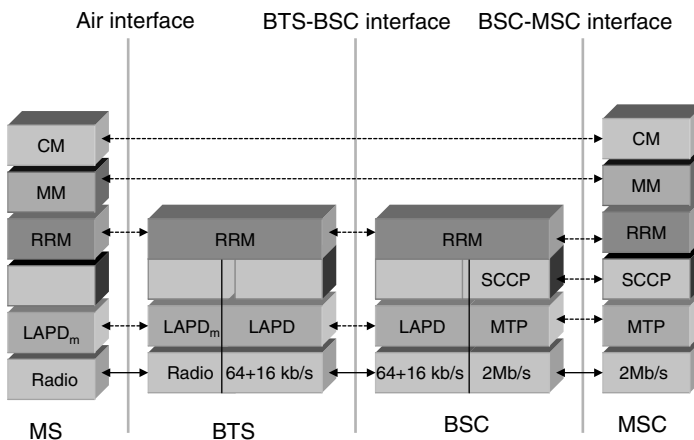 Air interface BTS-BSC interface BSC-MSC interface
CM CM
MM MM
RRM RRM RRM RRM
SCCP SCCP
LAPDm LAPDm LAPD LAPD MTP MTP
Radio Radio 64+16 kb/s 64+16 kb/s 2Mb/s 2Mb/s
MS BTS BSC MSC